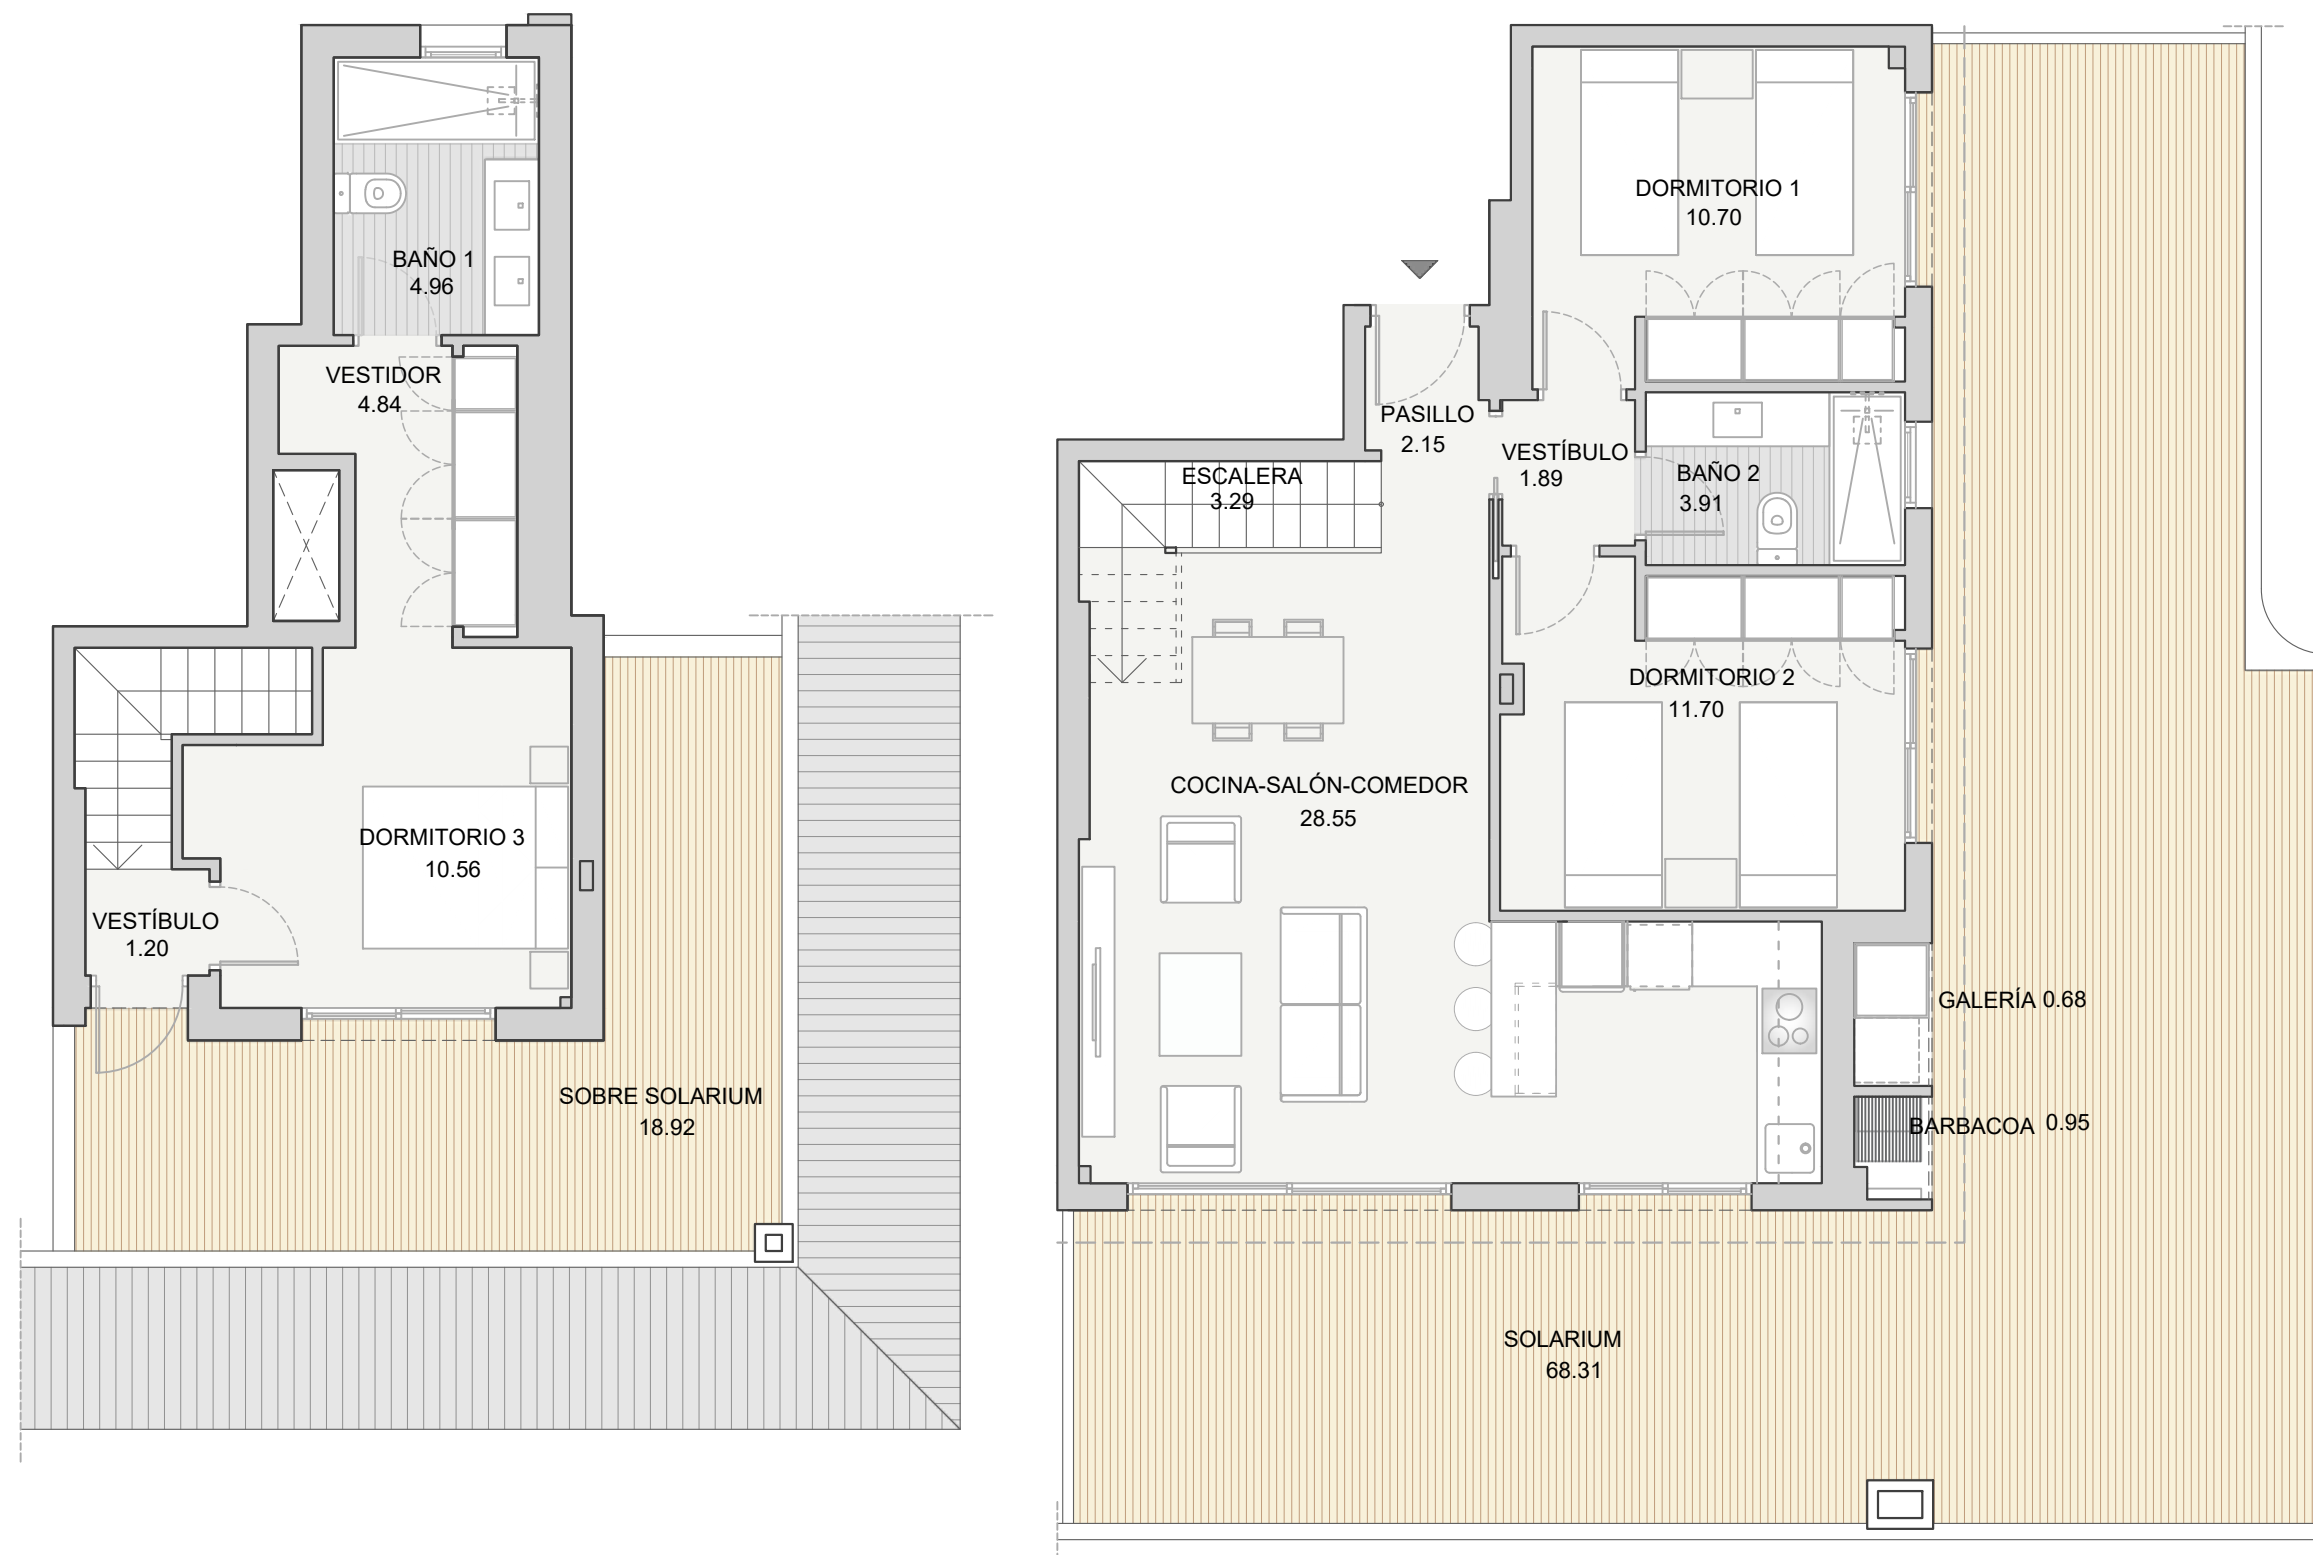 BAÑO 1
4.96
VESTIDOR
4.84
DORMITORIO 3
10.56
VESTÍBULO
1.20
SOBRE SOLARIUM
18.92
DORMITORIO 1
10.70
PASILLO
2.15
VESTÍBULO
1.89
ESCALERA
3.29
BAÑO 2
3.91
DORMITORIO 2
11.70
COCINA-SALÓN-COMEDOR
28.55
GALERÍA 0.68
BARBACOA 0.95
SOLARIUM
68.31